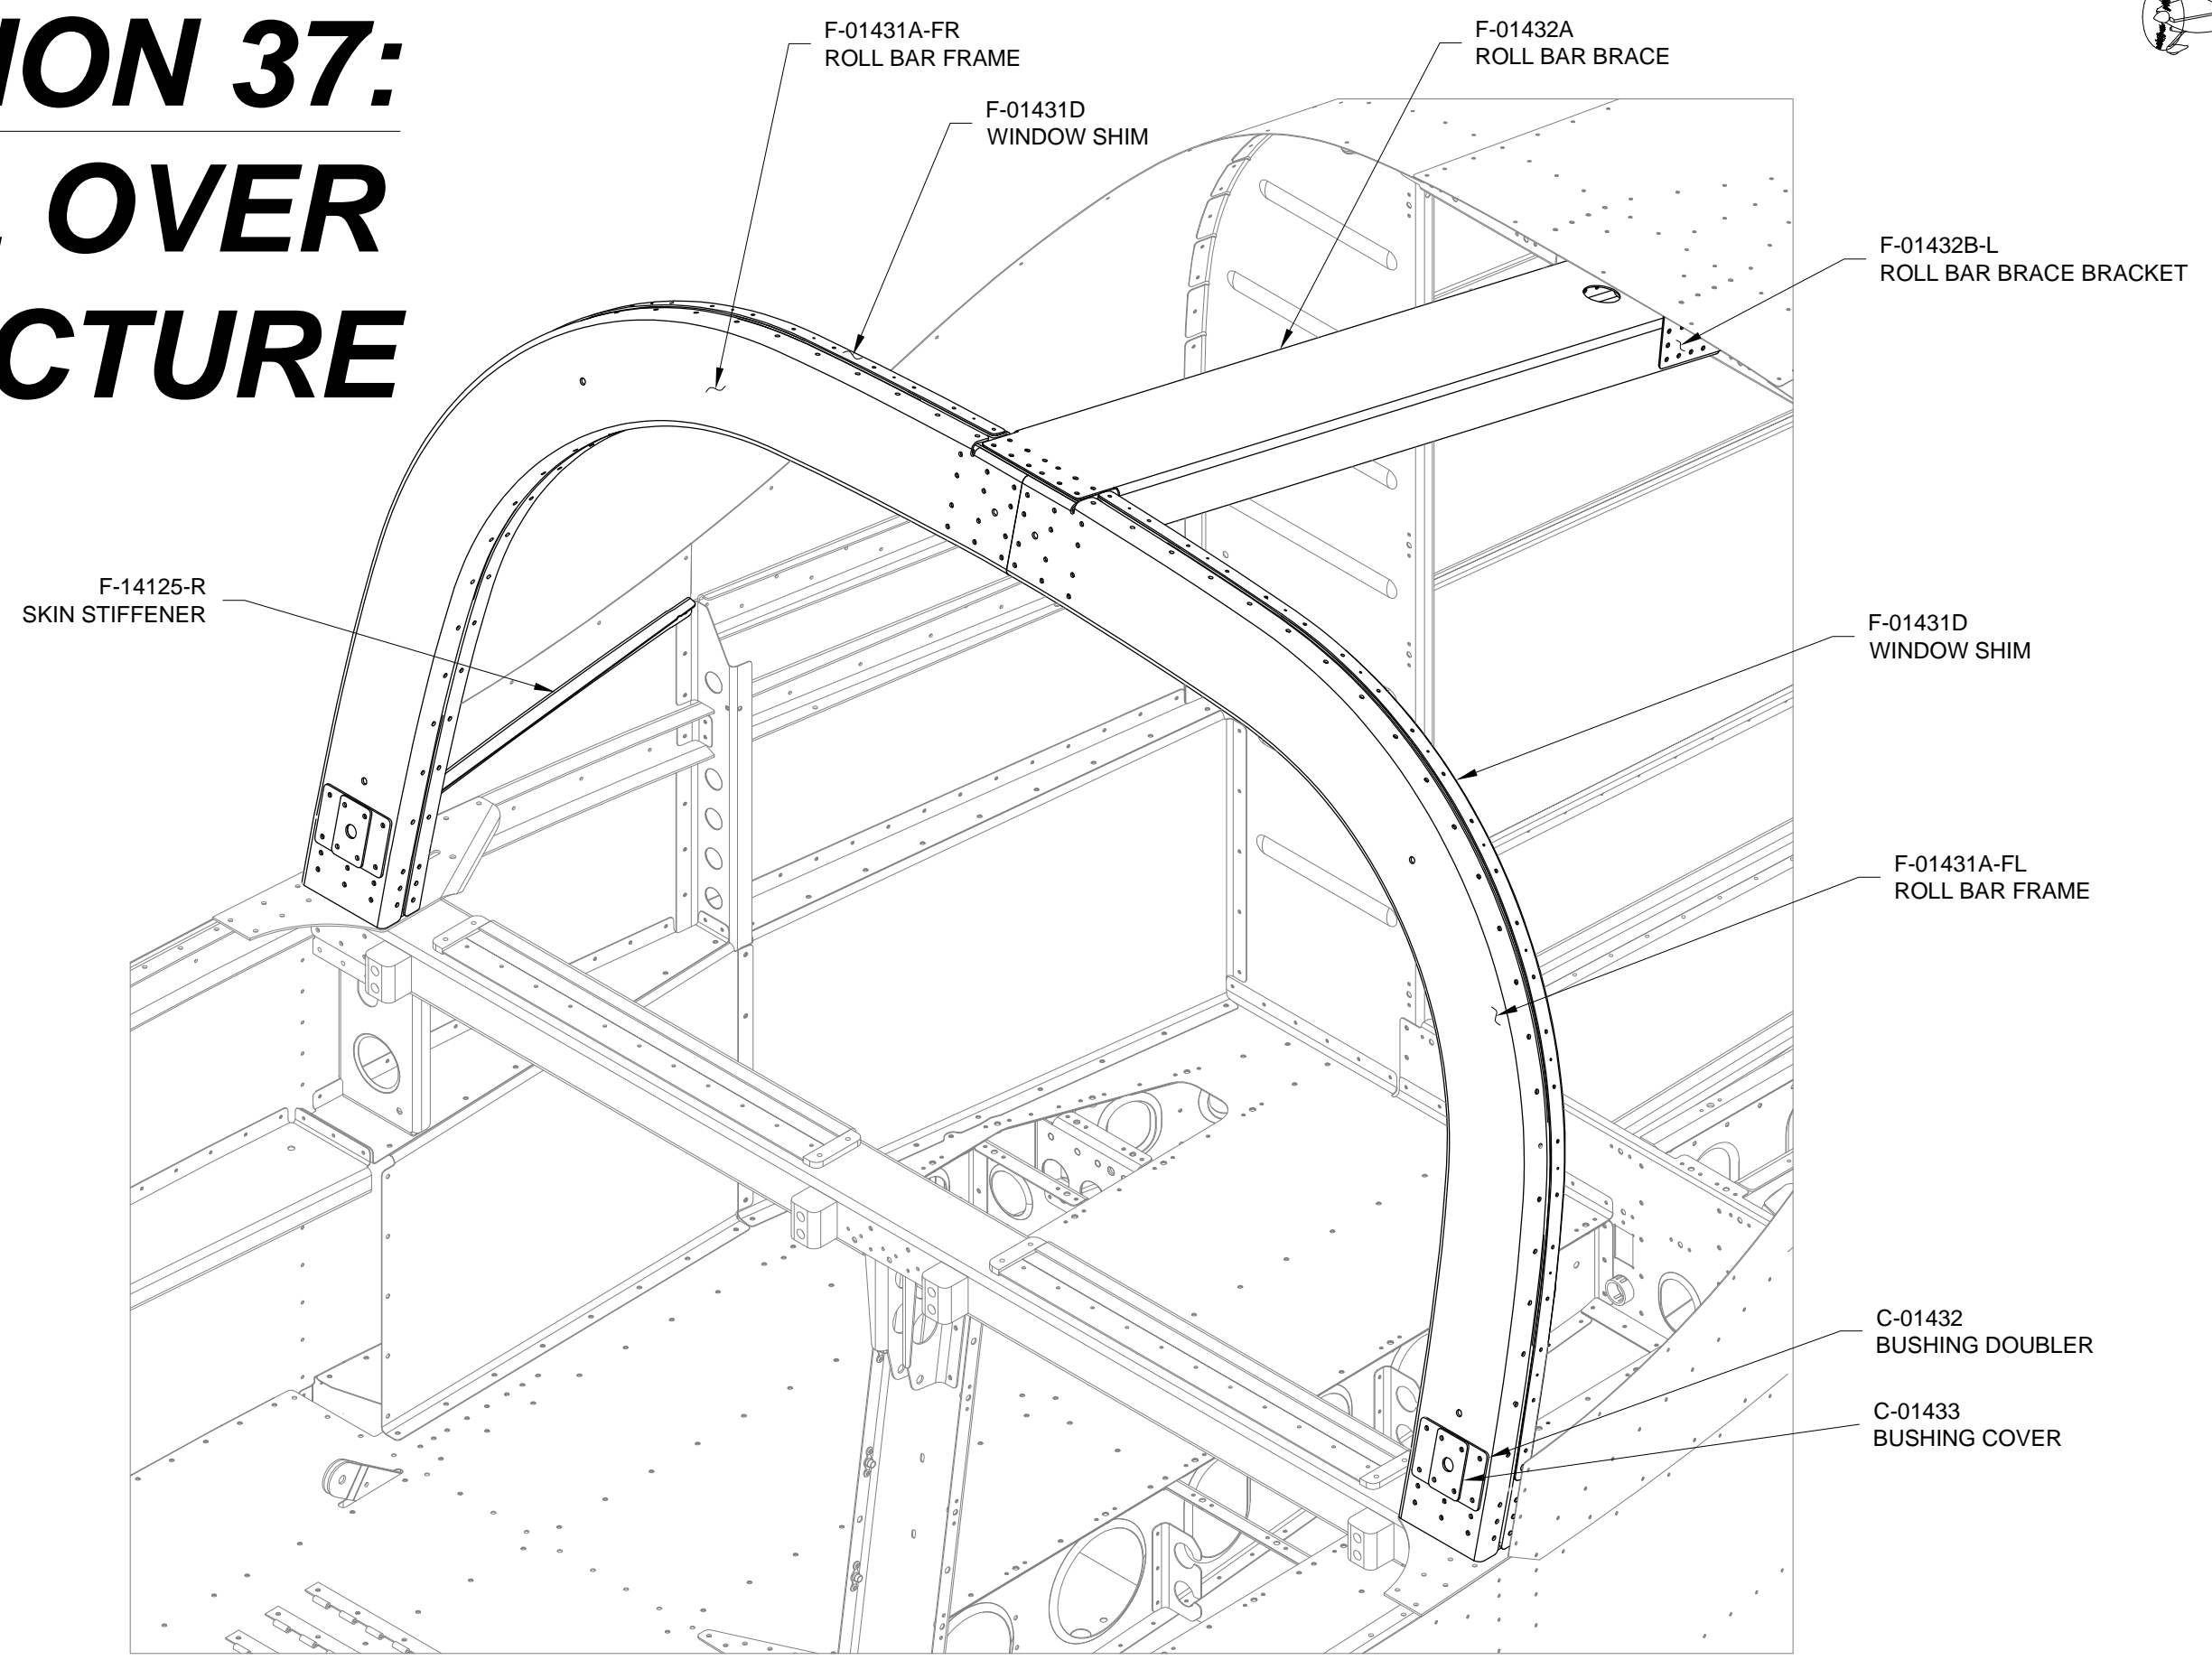 ION 37:
OVER
CTURE
F-01431A-FR
ROLL BAR FRAME
F-01431D
WINDOW SHIM
F-01432A
ROLL BAR BRACE
F-01432B-L
ROLL BAR BRACE BRACKET
F-14125-R
SKIN STIFFENER
F-01431D
WINDOW SHIM
F-01431A-FL
ROLL BAR FRAME
C-01432
BUSHING DOUBLER
C-01433
BUSHING COVER